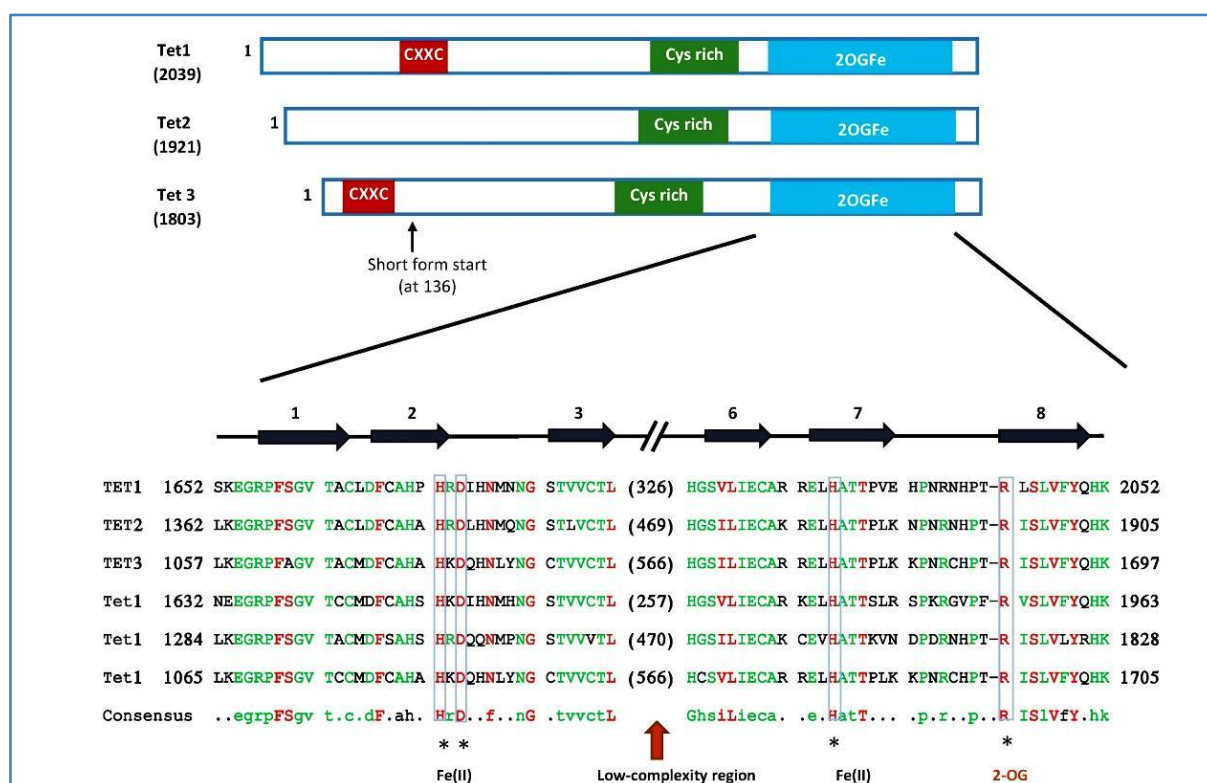 Tet1 1 CXXC Cys rich 2OGFe
(2039)
Tet2 1 Cys rich 2OGFe
(1921)
Tet 3 1 CXXC Cys rich 2OGFe
(1803)
Short form start
(at 136)
1 2 3 6 7 8
TET1 1652 SKEGRPFSGV TACLDFCAHP HRDIHNMNNG STVVCTL (326) HGSVLIECAR RELHATTPVE HPNRNHPT-R LSLVFYQHK 2052
TET2 1362 LKEGRPFSGV TACLDFCAHA HRDLHNMQNG STLVCTL (469) HGSILIECAK RELHATTPLK NPNRNHPT-R ISLVFYQHK 1905
TET3 1057 LKEGRPFAGV TACMDFCAHA HKDQHNLYNG CTVVCTL (566) HGSVLIECAR RELHATTPLK KPNRCHPT-R ISLVFYQHK 1697
Tet1 1632 NEEGRPFSGV TCCMDFCAHS HKDIHNMHNG STVVCTL (257) HGSVLIECAR RELHATTSLR SPKRGVPF-R VSLVFYQHK 1963
Tet1 1284 LKEGRPFSGV TACMDFSAHS HRDQQNMPNG STVVVTL (470) HGSILIECAK CEVHATTKVN DPDRNHPT-R ISLVLYRHK 1828
Tet1 1065 LKEGRPFSGV TCCMDFCAHA HKDQHNLYNG CTVVCTL (566) HCSVLIECAR RELHATTPLK KPNRCHPT-R ISLVFYQHK 1705
Consensus ..egrpFSgv t.c.dF.ah. HrD..f..nG .tvvctL GhsiLieca. .e.HatT... .p.r.p..R ISLVfY.hk
* * * *
Fe(II) Low-complexity region Fe(II) 2-OG